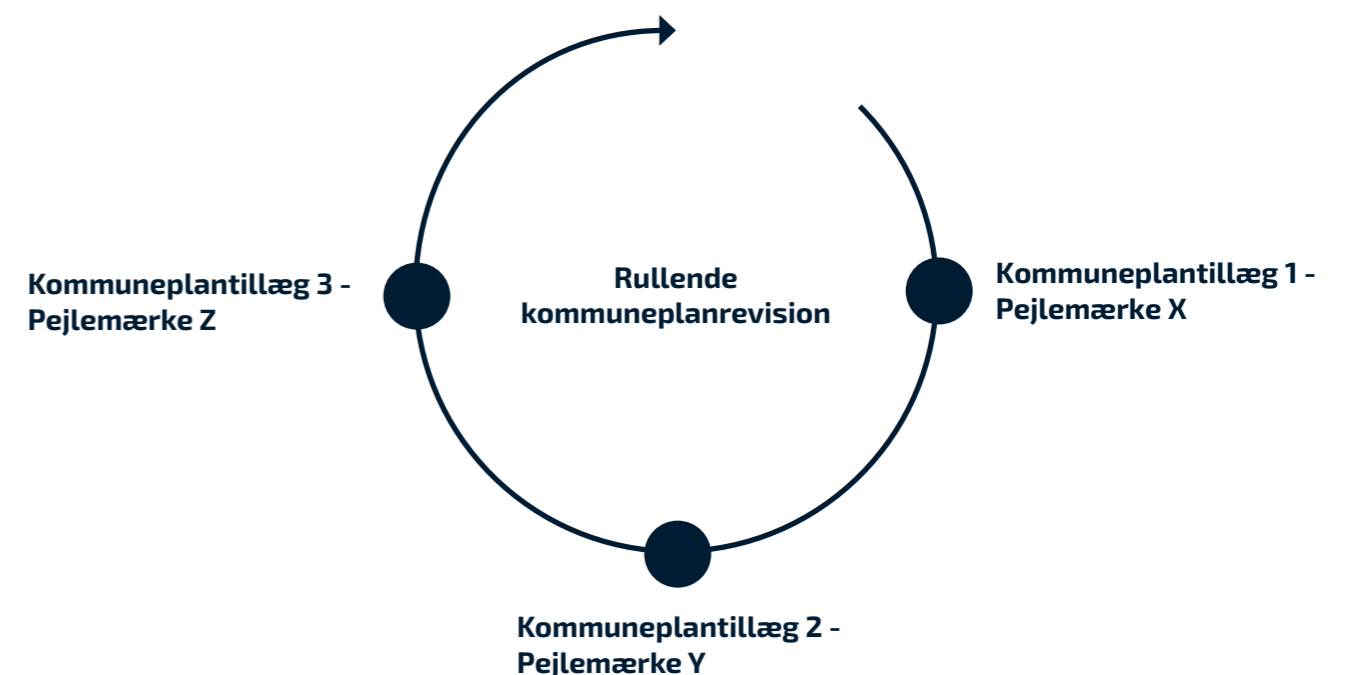 Rullende
kommuneplanrevision
Kommuneplantillæg 1 -
Pejlemærke X
Kommuneplantillæg 2 -
Pejlemærke Y
Kommuneplantillæg 3 -
Pejlemærke Z